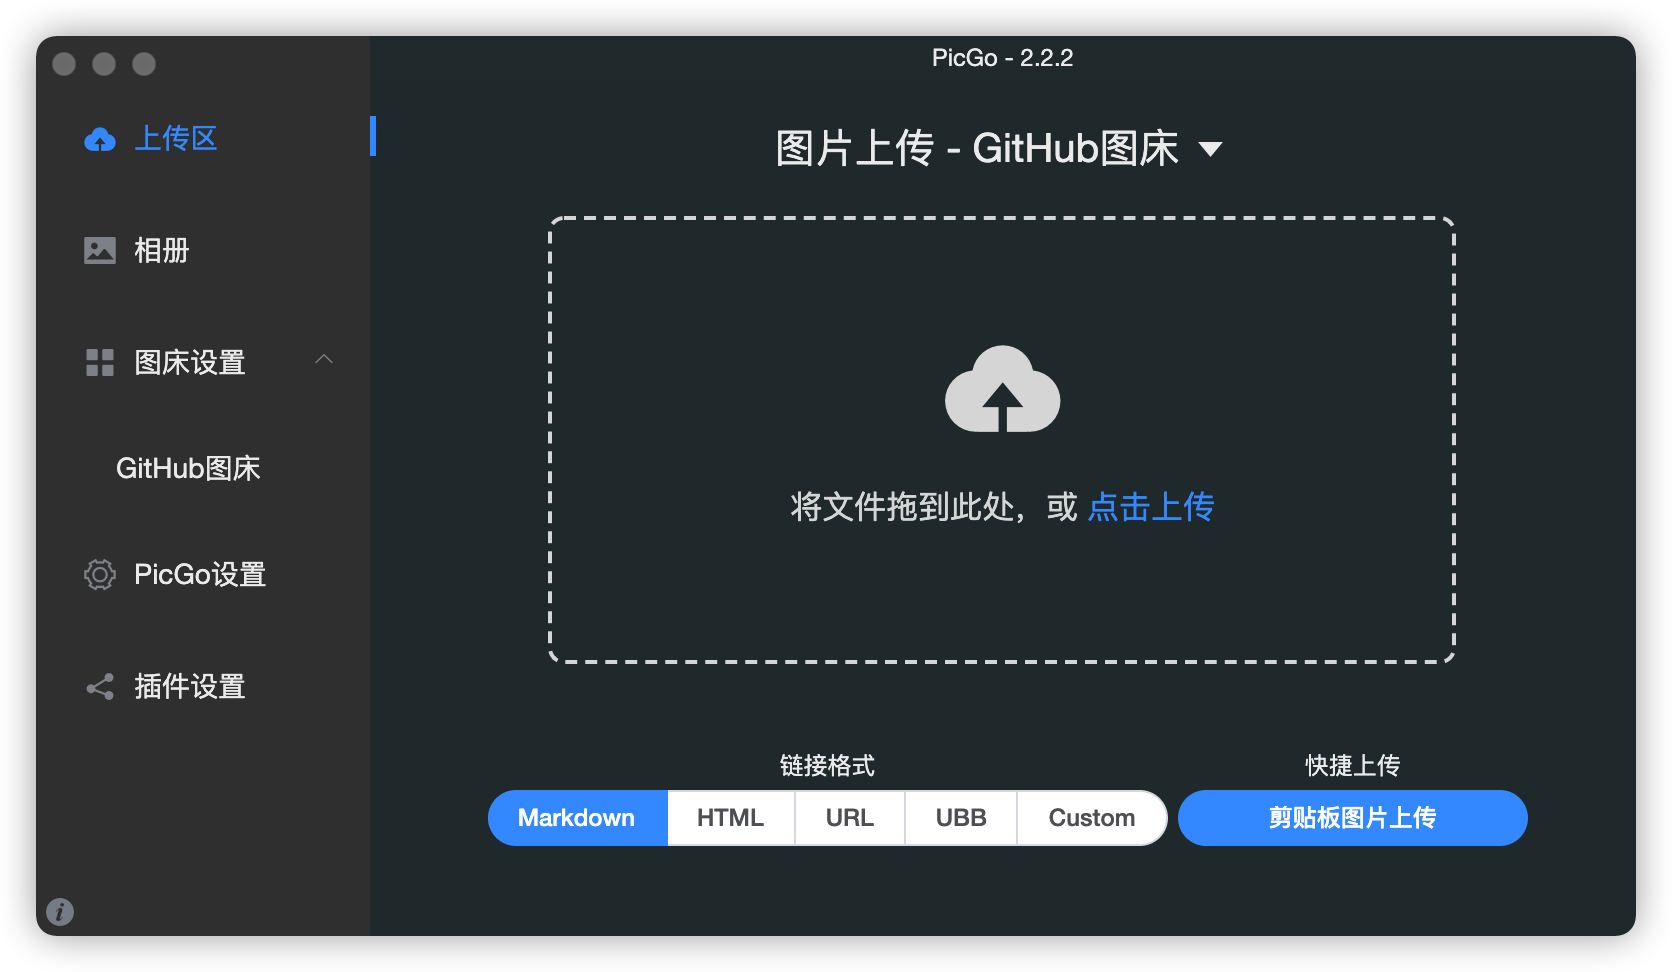 PicGo - 2.2.2
上传区
相册
图床设置
GitHub图床
PicGo设置
插件设置
图片上传 - GitHub图床
将文件拖到此处，或 点击上传
链接格式
Markdown HTML URL UBB Custom
快捷上传
剪贴板图片上传
i